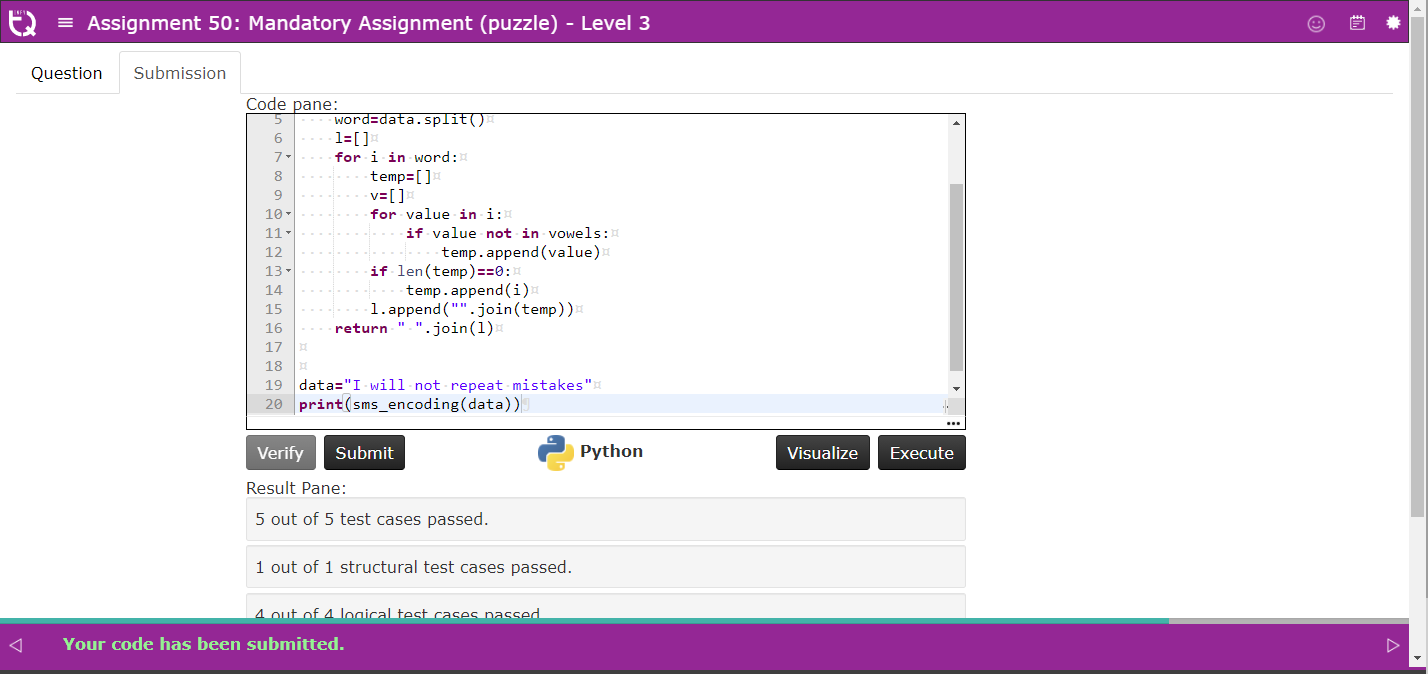 INFY
TQ
Assignment 50: Mandatory Assignment (puzzle) - Level 3
Question
Submission
Code pane:
5     word=data.split()
6     l=[]
7     for i in word:
8         temp=[]
9         v=[]
10         for value in i:
11             if value not in vowels:
12                 temp.append(value)
13         if len(temp)==0:
14             temp.append(i)
15         l.append("".join(temp))
16     return " ".join(l)
17
18
19 data="I will not repeat mistakes"
20 print(sms_encoding(data))
Verify
Submit
Python
Visualize
Execute
Result Pane:
5 out of 5 test cases passed.
1 out of 1 structural test cases passed.
4 out of 4 logical test cases passed
Your code has been submitted.